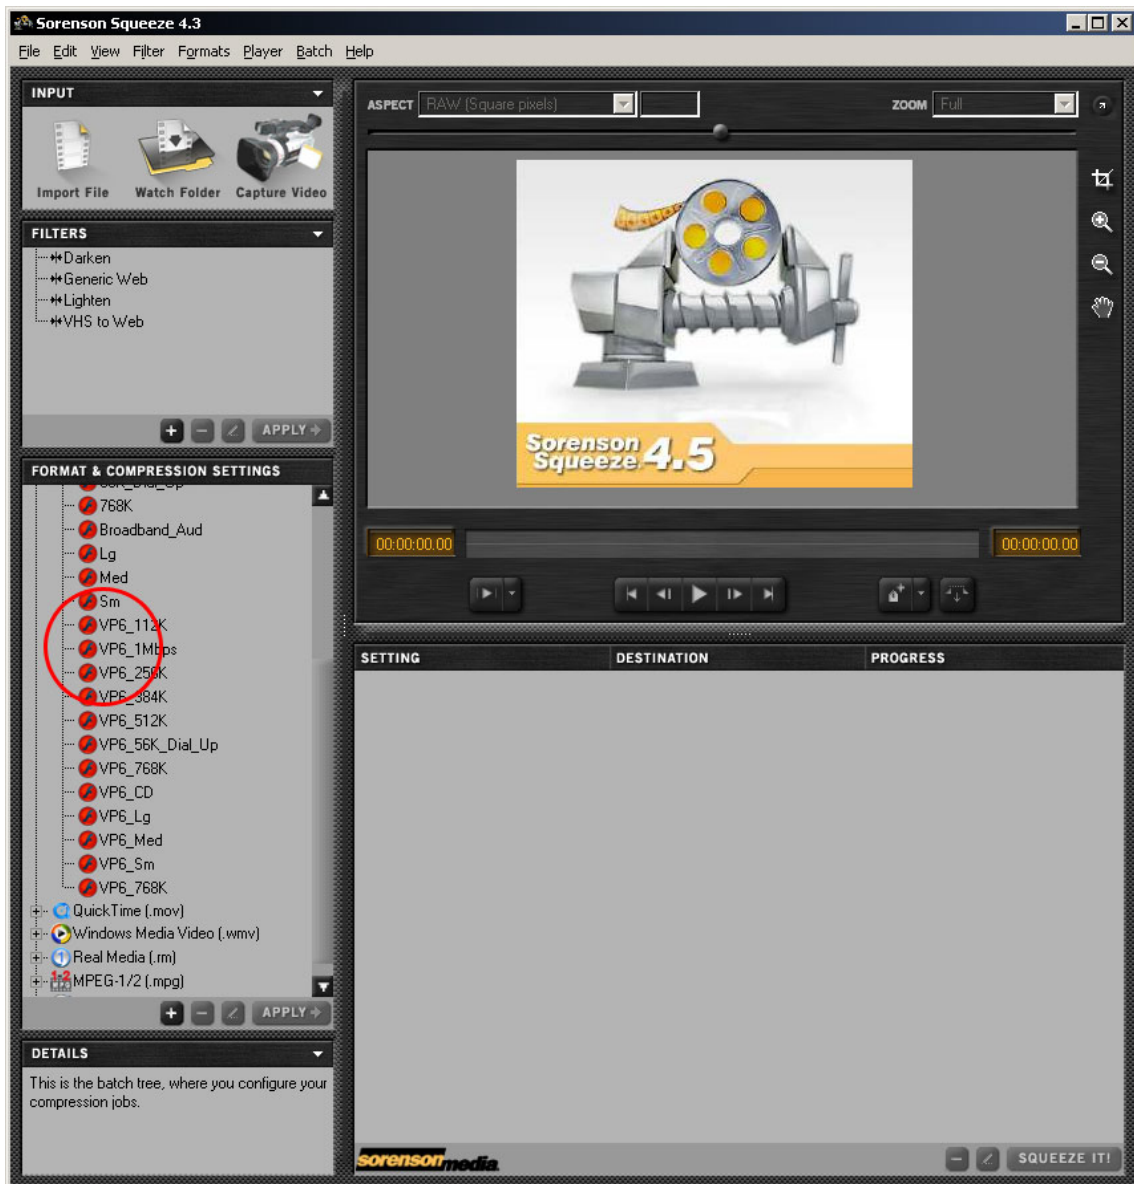 Sorenson Squeeze 4.3
File Edit View Filter Formats Player Batch Help
INPUT
Import File Watch Folder Capture Video
FILTERS
Darken
Generic Web
Lighten
VHS to Web
APPLY
FORMAT & COMPRESSION SETTINGS
768K
Broadband_Aud
Lg
Med
Sm
VP6_112K
VP6_1Mbps
VP6_256K
VP6_384K
VP6_512K
VP6_56K_Dial_Up
VP6_768K
VP6_CD
VP6_Lg
VP6_Med
VP6_Sm
VP6_768K
QuickTime (.mov)
Windows Media Video (.wmv)
Real Media (.rm)
MPEG-1/2 (.mpg)
APPLY
DETAILS
This is the batch tree, where you configure your
compression jobs.
ASPECT RAW (Square pixels) ZOOM Full
Sorenson
Squeeze 4.5
00:00:00.00 00:00:00.00
SETTING DESTINATION PROGRESS
sorensonmedia SQUEEZE IT!